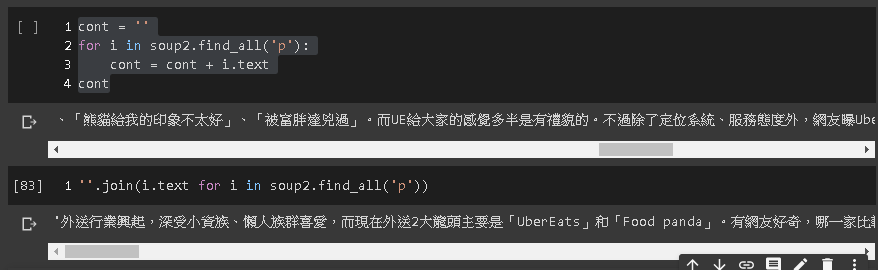 [ ] 1 cont = ''
2 for i in soup2.find_all('p'):
3 cont = cont + i.text
4 cont
、「熊貓給我的印象不太好」、「被富胖達兇過」。而UE給大家的感覺多半是有禮貌的。不過除了定位系統、服務態度外，網友曝Ube
[83] 1 ''.join(i.text for i in soup2.find_all('p'))
'外送行業興起，深受小資族、懶人族群喜愛，而現在外送2大龍頭主要是「UberEats」和「Food panda」。有網友好奇，哪一家比較